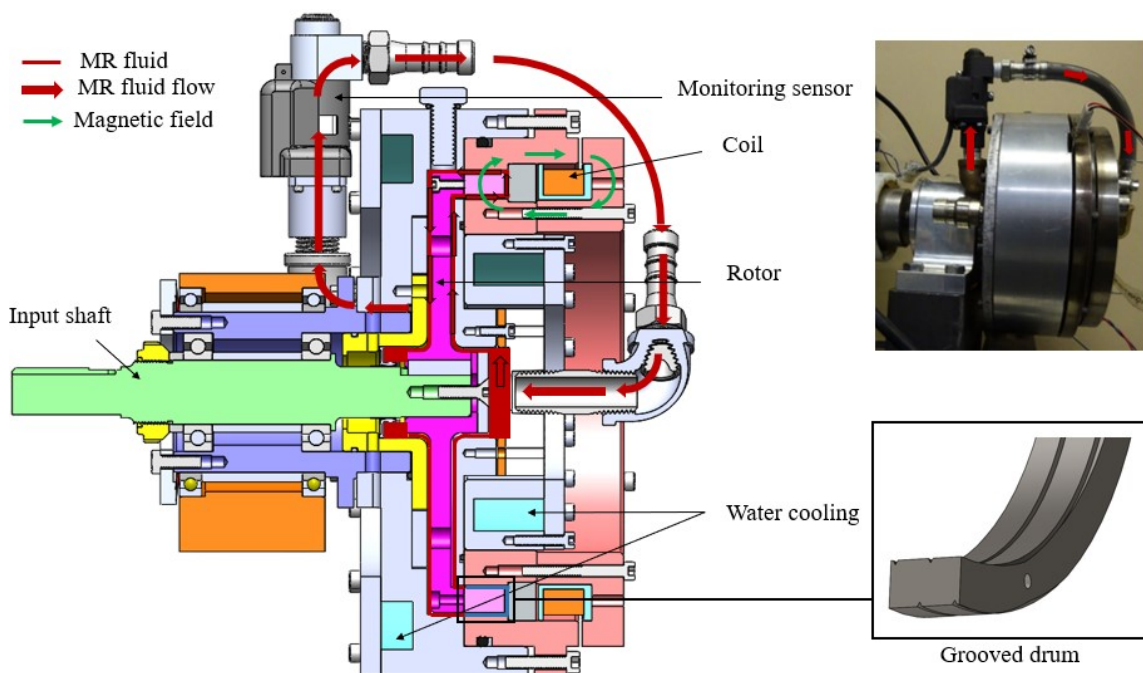 MR fluid
MR fluid flow
Magnetic field
Monitoring sensor
Coil
Rotor
Input shaft
Water cooling
Grooved drum